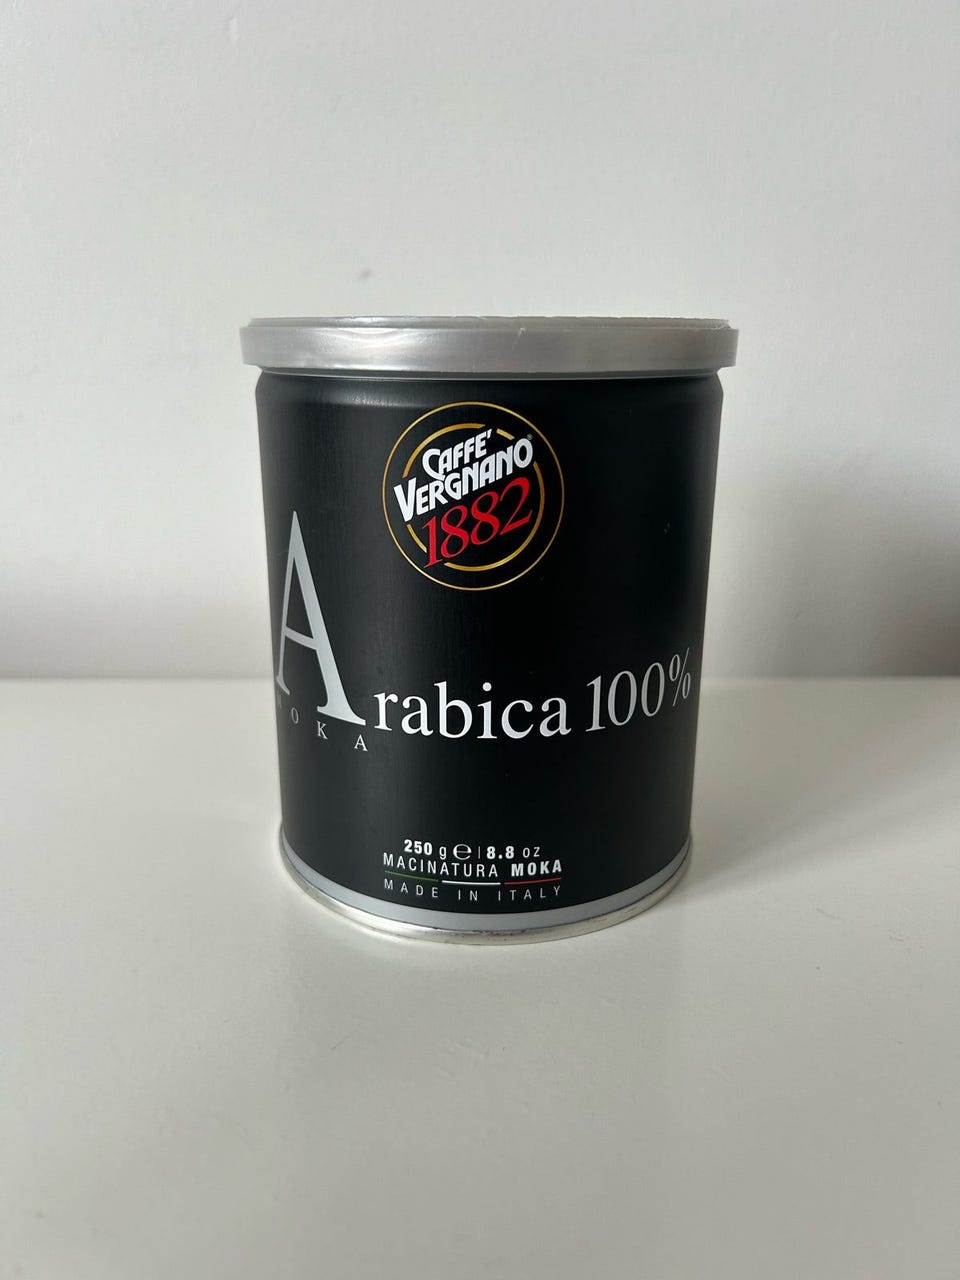 CAFFE'
VERGNANO®
1882
Arabica 100%
MOKA
250 g ℮ | 8.8 oz
MACINATURA MOKA
MADE IN ITALY